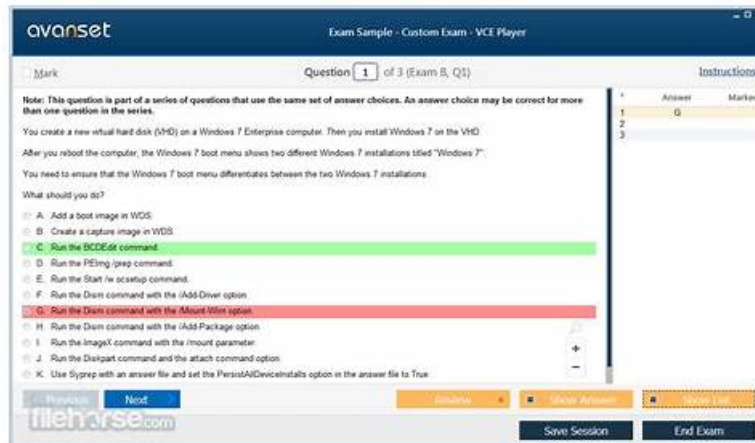 avanset
Exam Sample - Custom Exam - VCE Player
Mark
Question 1 of 3 (Exam B, Q1)
Instructions
Note: This question is part of a series of questions that use the same set of answer choices. An answer choice may be correct for more
than one question in the series.
You create a new virtual hard disk (VHD) on a Windows 7 Enterprise computer. Then you install Windows 7 on the VHD.
After you reboot the computer, the Windows 7 boot menu shows two different Windows 7 installations titled "Windows 7".
You need to ensure that the Windows 7 boot menu differentiates between the two Windows 7 installations.
What should you do?
A. Add a boot image in WDS.
B. Create a capture image in WDS.
C. Run the BCDEdit command.
D. Run the PEImg /prep command.
E. Run the Start /w ocsetup command.
F. Run the Dism command with the /Add-Driver option.
G. Run the Dism command with the /Mount-Wim option.
H. Run the Dism command with the /Add-Package option.
I. Run the ImageX command with the /mount parameter.
J. Run the Diskpart command and the attach command option.
K. Use Sysprep with an answer file and set the PersistAllDeviceInstalls option in the answer file to True
Answer Marked
1 G
2
3
+
−
Previous
Next
Review
Show Answer
Show List
filehorse.com
Save Session
End Exam